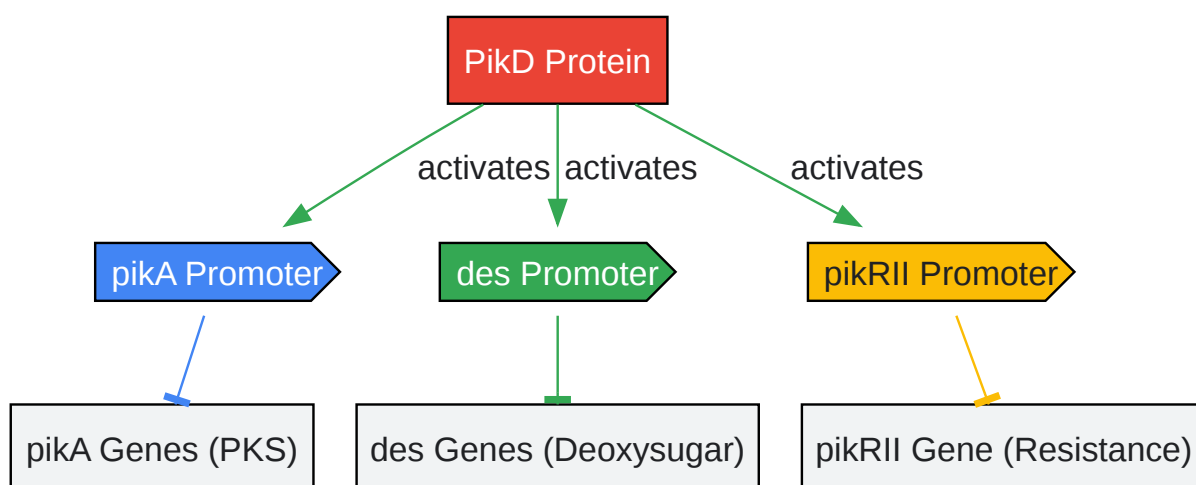 PikD Protein
activates
activates
activates
pikA Promoter
des Promoter
pikRII Promoter
pikA Genes (PKS)
des Genes (Deoxysugar)
pikRII Gene (Resistance)